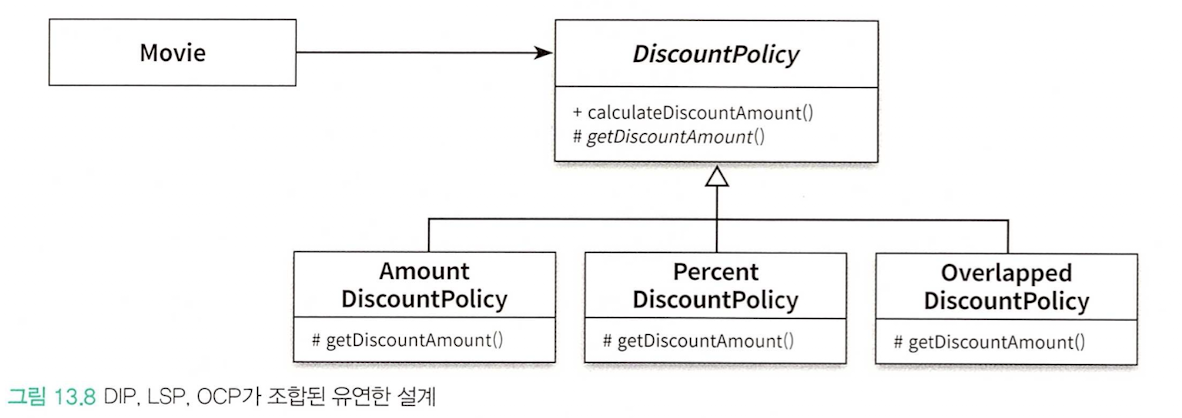 Movie
DiscountPolicy
+ calculateDiscountAmount()
# getDiscountAmount()
Amount
DiscountPolicy
# getDiscountAmount()
Percent
DiscountPolicy
# getDiscountAmount()
Overlapped
DiscountPolicy
# getDiscountAmount()
그림 13.8 DIP, LSP, OCP가 조합된 유연한 설계